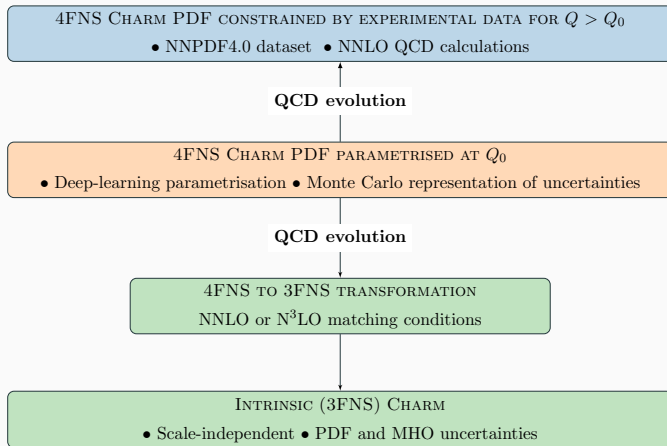 4FNS Charm PDF constrained by experimental data for Q > Q₀
• NNPDF4.0 dataset • NNLO QCD calculations
QCD evolution
4FNS Charm PDF parametrised at Q₀
• Deep-learning parametrisation • Monte Carlo representation of uncertainties
QCD evolution
4FNS to 3FNS transformation
NNLO or N³LO matching conditions
Intrinsic (3FNS) Charm
• Scale-independent • PDF and MHO uncertainties